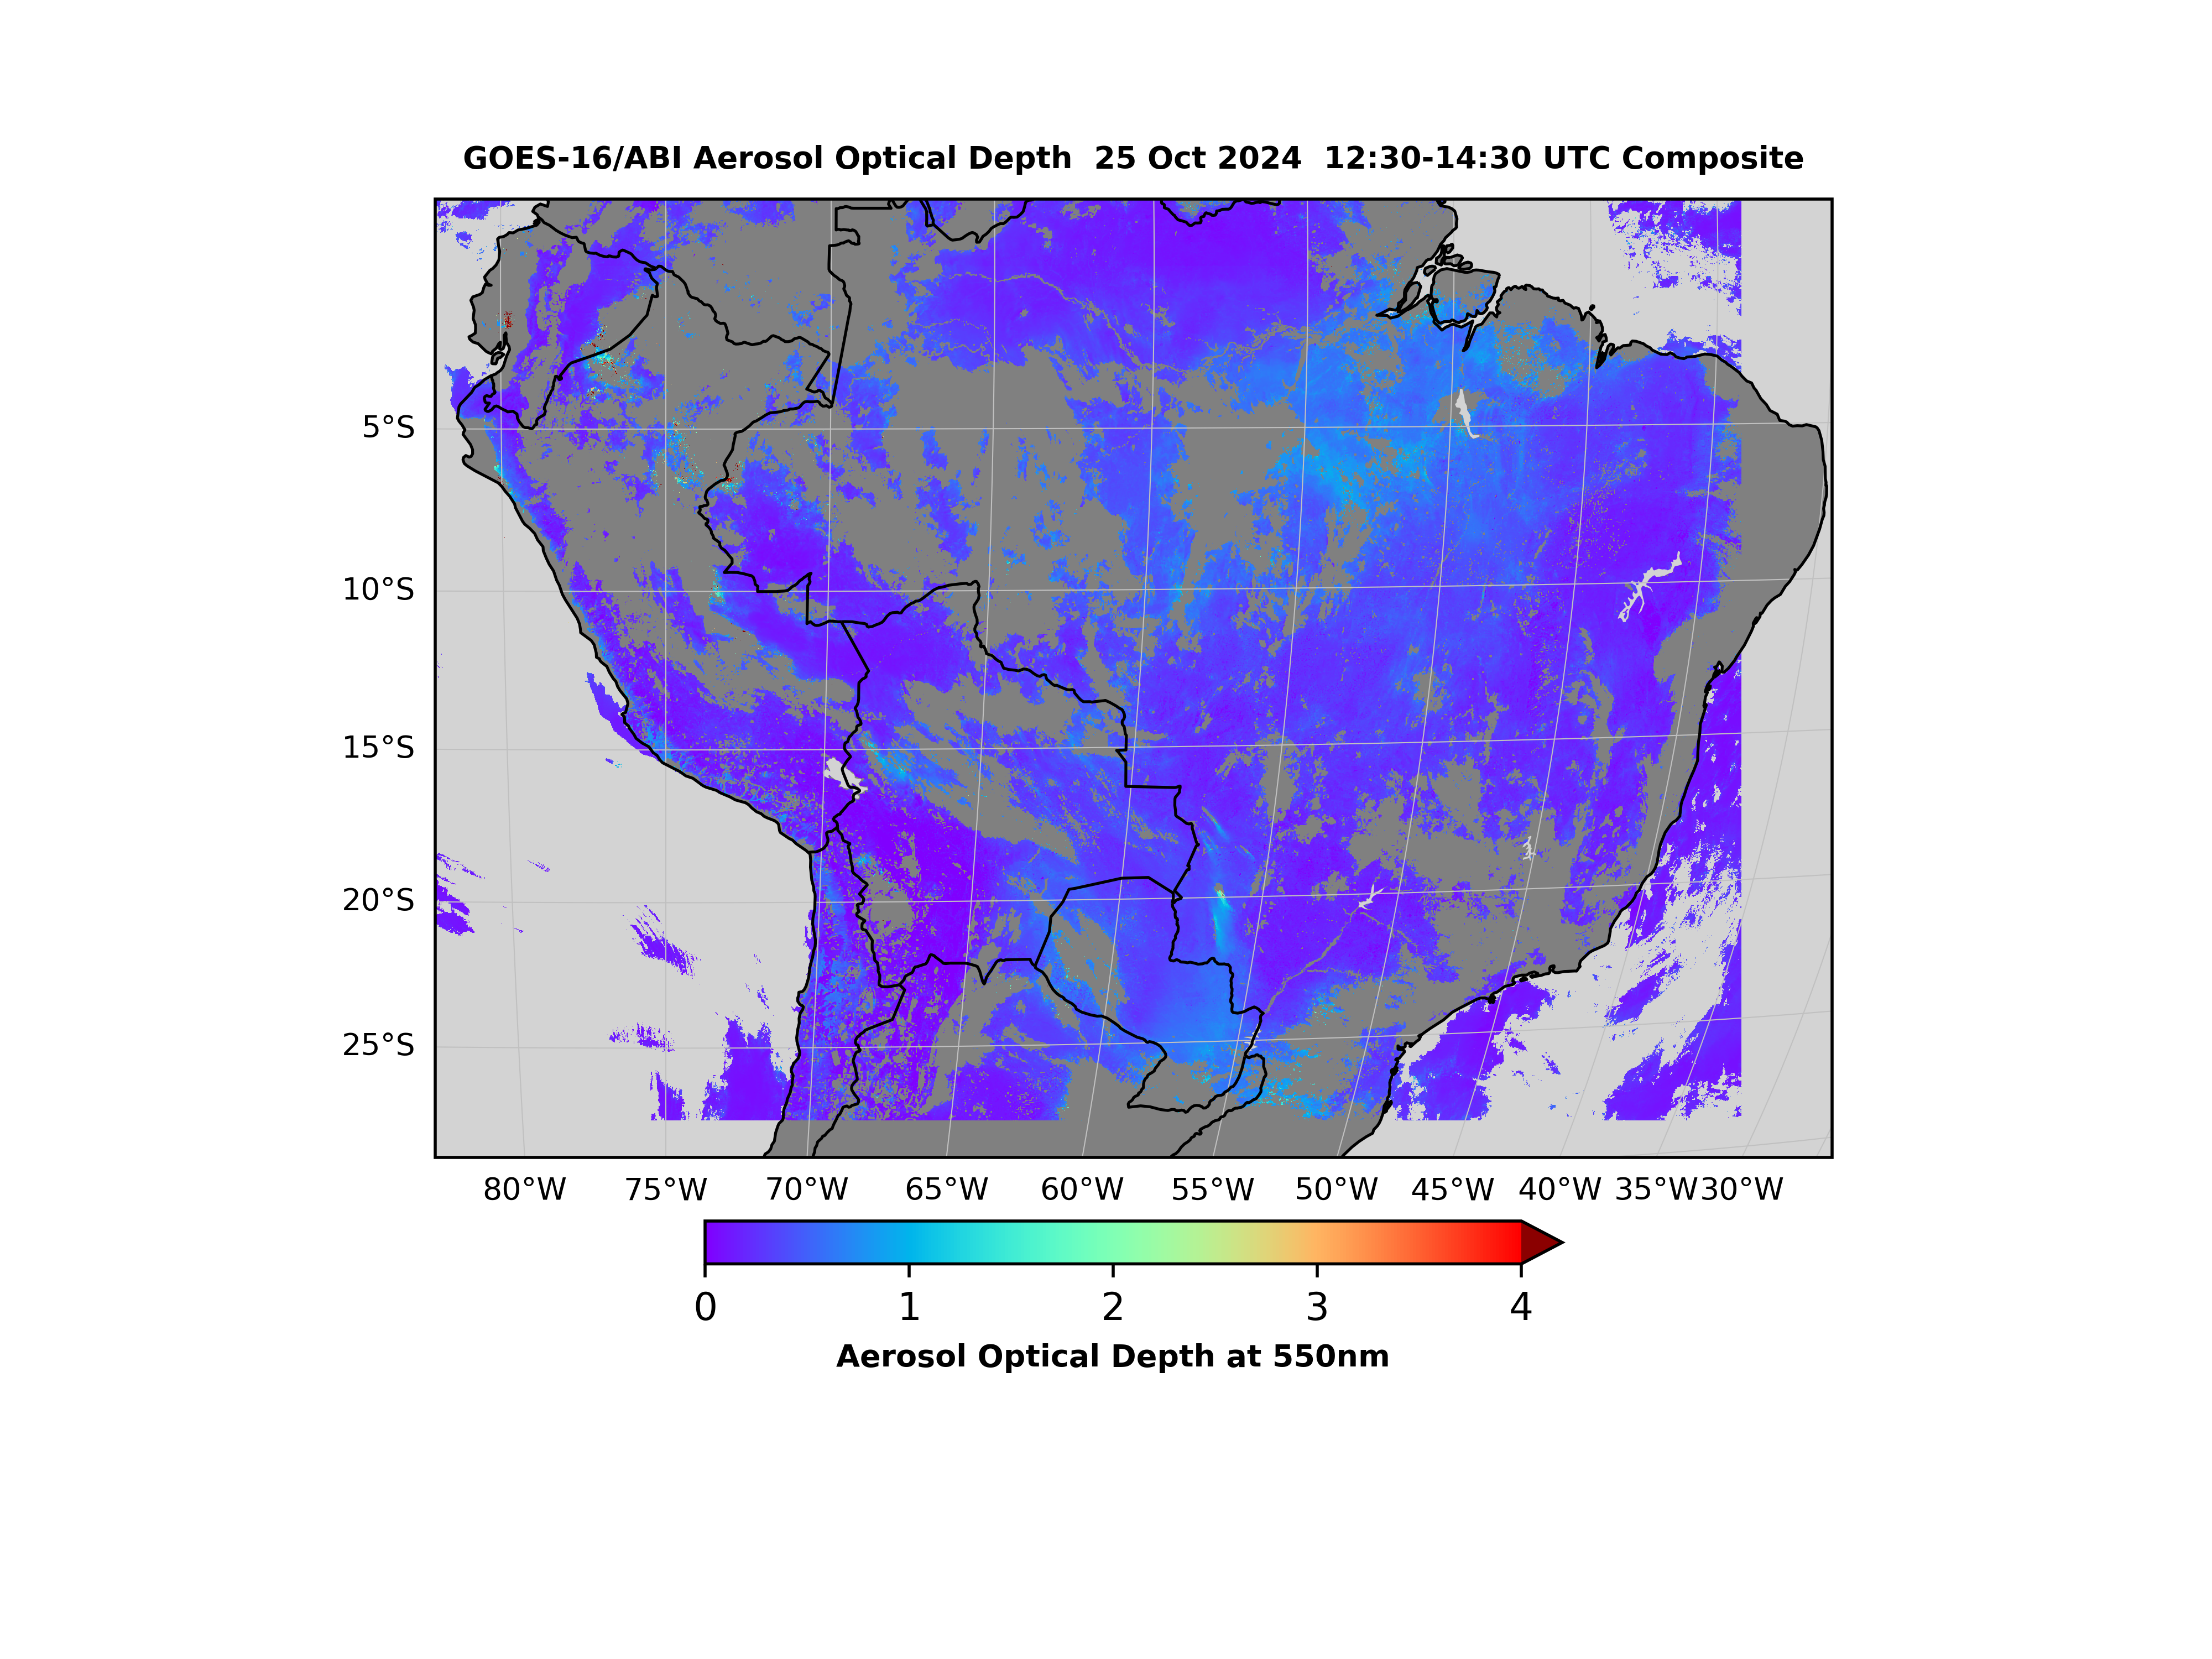 GOES-16/ABI Aerosol Optical Depth  25 Oct 2024  12:30-14:30 UTC Composite
5°S
10°S
15°S
20°S
25°S
80°W 75°W 70°W 65°W 60°W 55°W 50°W 45°W 40°W 35°W 30°W
0 1 2 3 4
Aerosol Optical Depth at 550nm